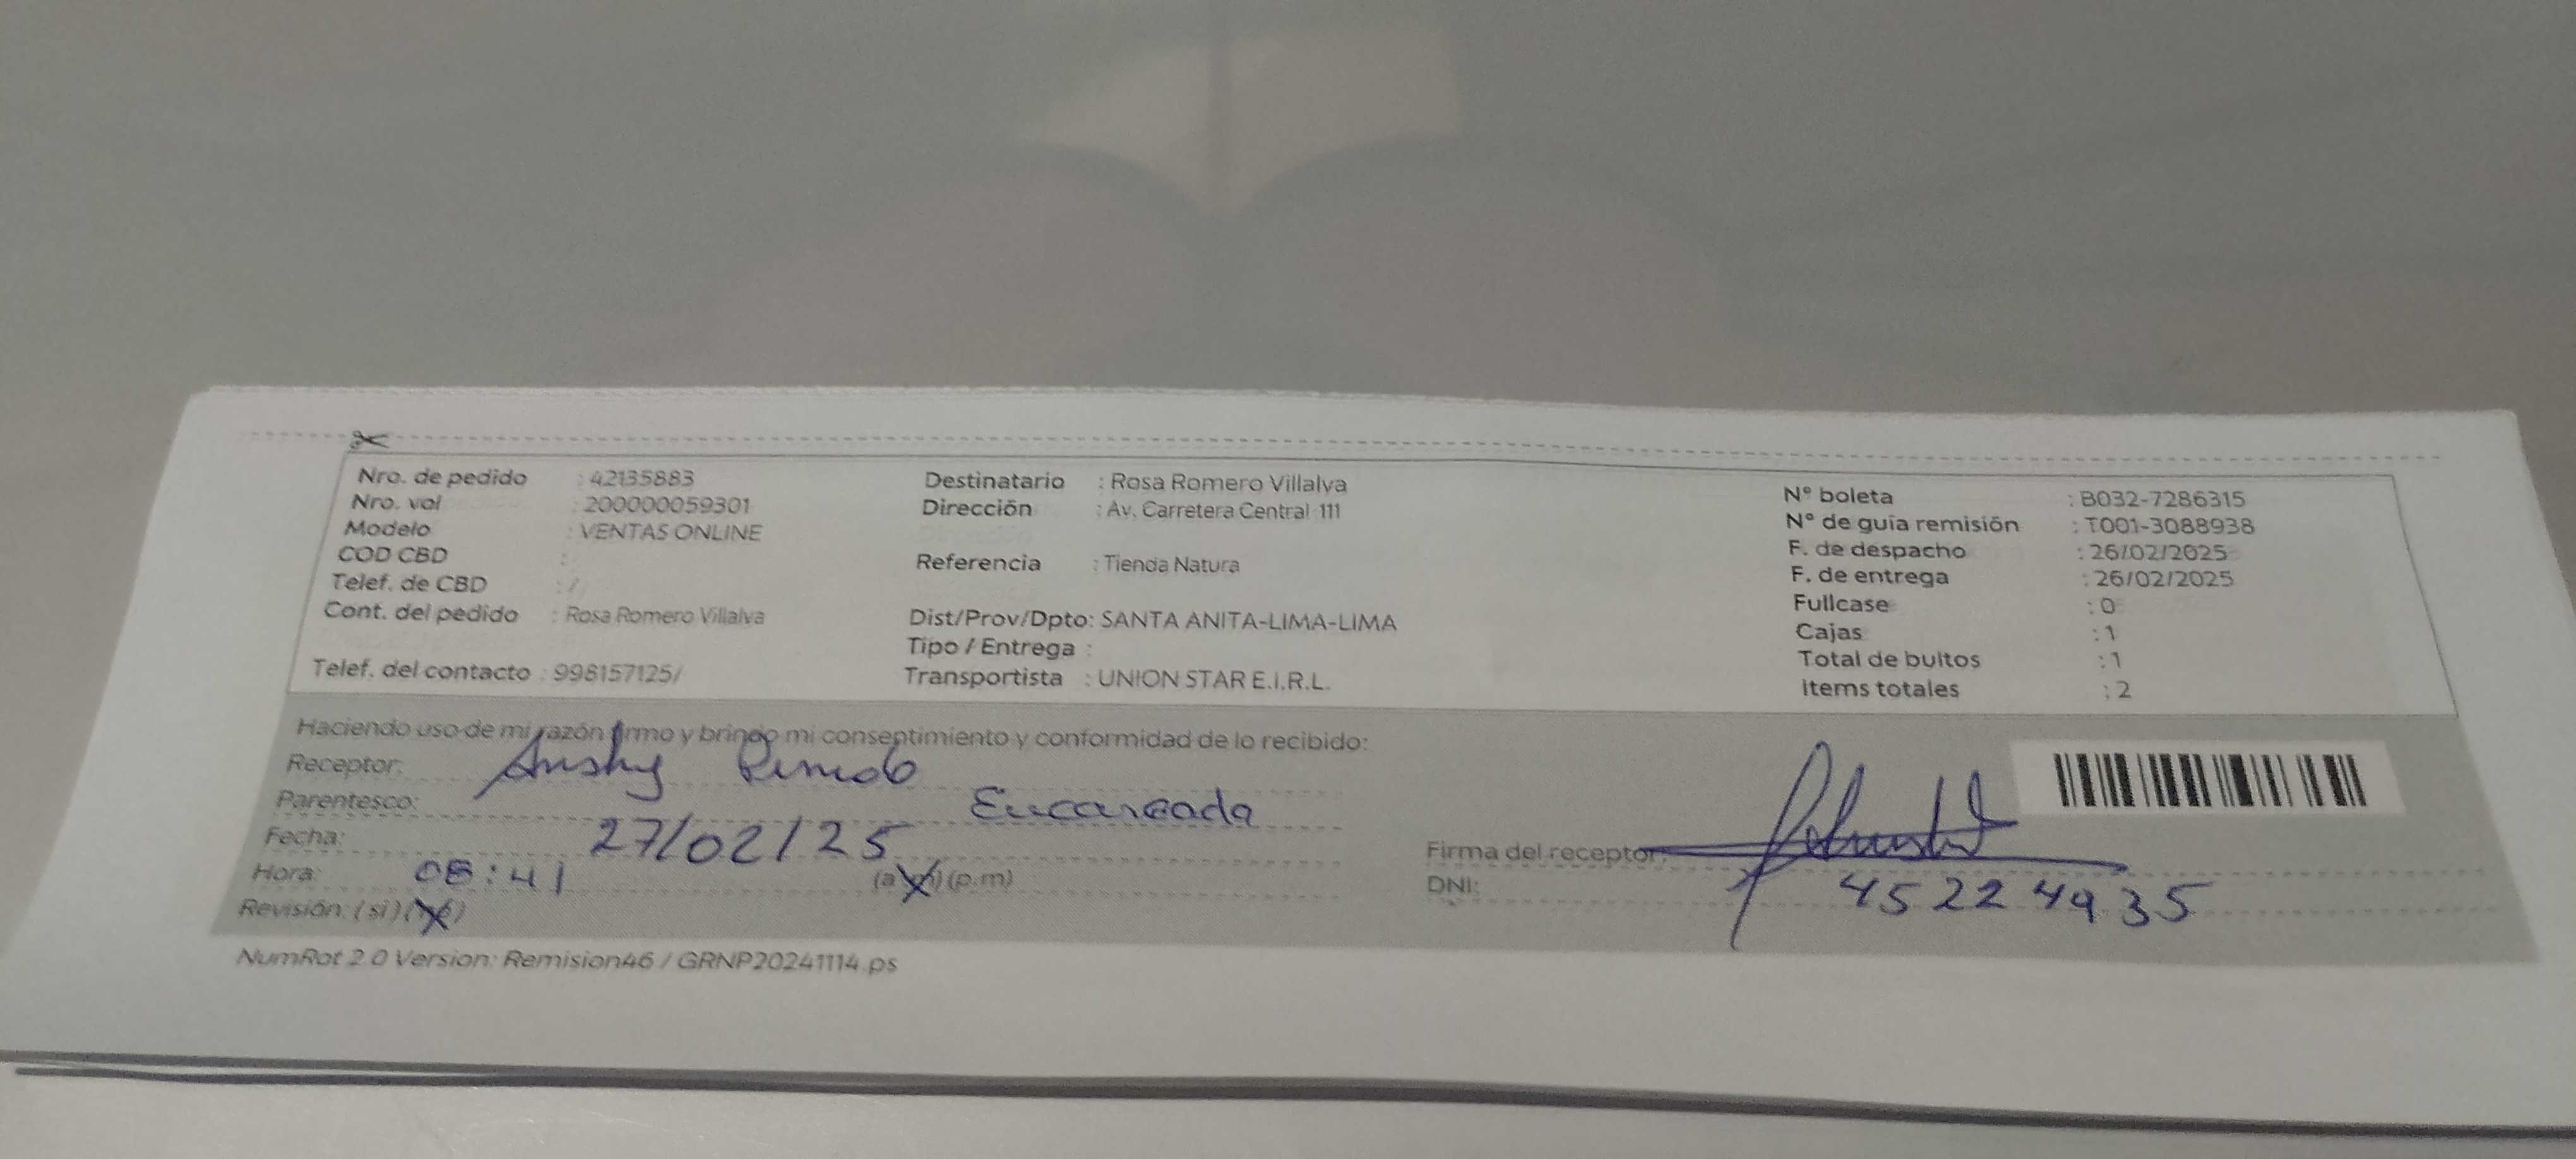 Nro. de pedido : 42135883
Nro. vol : 200000059301
Modelo : VENTAS ONLINE
COD CBD :
Telef. de CBD : /
Cont. del pedido : Rosa Romero Villalva
Telef. del contacto : 998157125/
Destinatario : Rosa Romero Villalva
Dirección : Av. Carretera Central 111
Referencia : Tienda Natura
Dist/Prov/Dpto: SANTA ANITA-LIMA-LIMA
Tipo / Entrega :
Transportista : UNION STAR E.I.R.L.
Nº boleta : B032-7286315
Nº de guía remisión : T001-3088938
F. de despacho : 26/02/2025
F. de entrega : 26/02/2025
Fullcase : 0
Cajas : 1
Total de bultos : 1
Items totales : 2
Haciendo uso de mi razón firmo y brindo mi consentimiento y conformidad de lo recibido:
Receptor:
Parentesco: Encargada
Fecha: 27/02/25
Hora: 08:41 (a.m) (p.m)
Revisión: (si) (no)
Firma del receptor:
DNI: 45224935
NumRot 2.0 Version: Remision46 / GRNP20241114.ps